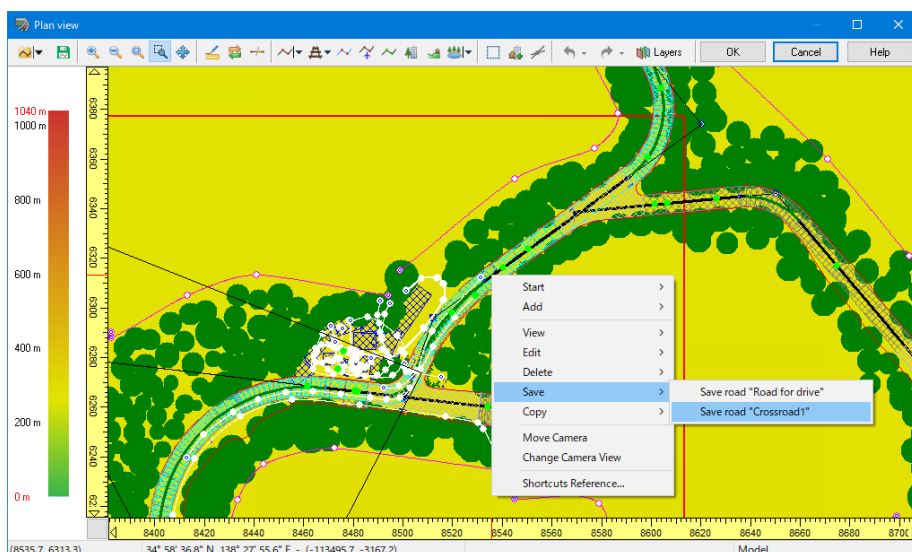 Plan view
Layers
OK
Cancel
Help
1040 m
1000 m
800 m
600 m
400 m
200 m
0 m
6380
6360
6340
6320
6300
6280
6260
6240
Start
Add
View
Edit
Delete
Save
Copy
Move Camera
Change Camera View
Shortcuts Reference...
Save road "Road for drive"
Save road "Crossroad1"
8400
8420
8440
8460
8480
8500
8520
8540
8560
8580
8600
8620
8640
8660
8680
(8535.7, 6313.3)
34° 58' 36.8" N, 138° 27' 55.6" E - (-113495.7, -3167.2)
Model